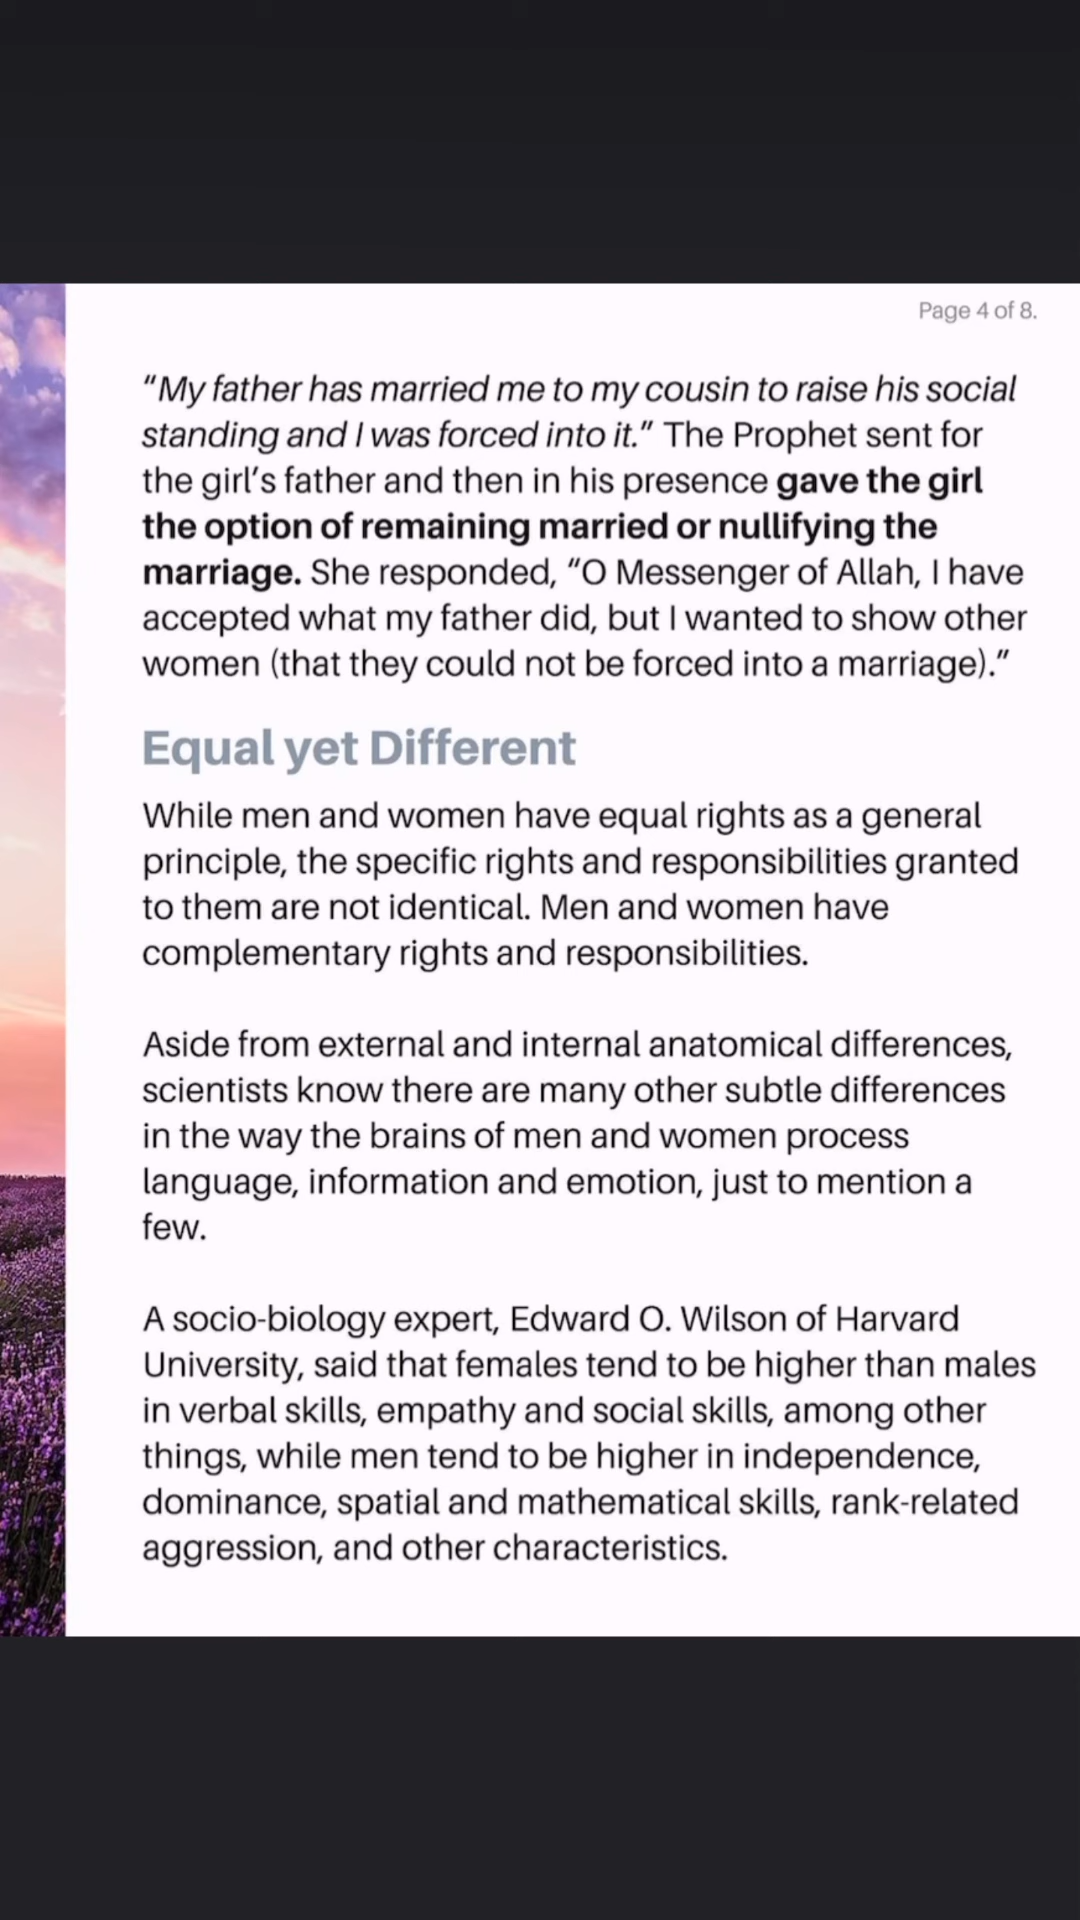 Page 4 of 8.
“My father has married me to my cousin to raise his social
standing and I was forced into it.” The Prophet sent for
the girl’s father and then in his presence gave the girl
the option of remaining married or nullifying the
marriage. She responded, “O Messenger of Allah, I have
accepted what my father did, but I wanted to show other
women (that they could not be forced into a marriage).”
Equal yet Different
While men and women have equal rights as a general
principle, the specific rights and responsibilities granted
to them are not identical. Men and women have
complementary rights and responsibilities.
Aside from external and internal anatomical differences,
scientists know there are many other subtle differences
in the way the brains of men and women process
language, information and emotion, just to mention a
few.
A socio-biology expert, Edward O. Wilson of Harvard
University, said that females tend to be higher than males
in verbal skills, empathy and social skills, among other
things, while men tend to be higher in independence,
dominance, spatial and mathematical skills, rank-related
aggression, and other characteristics.